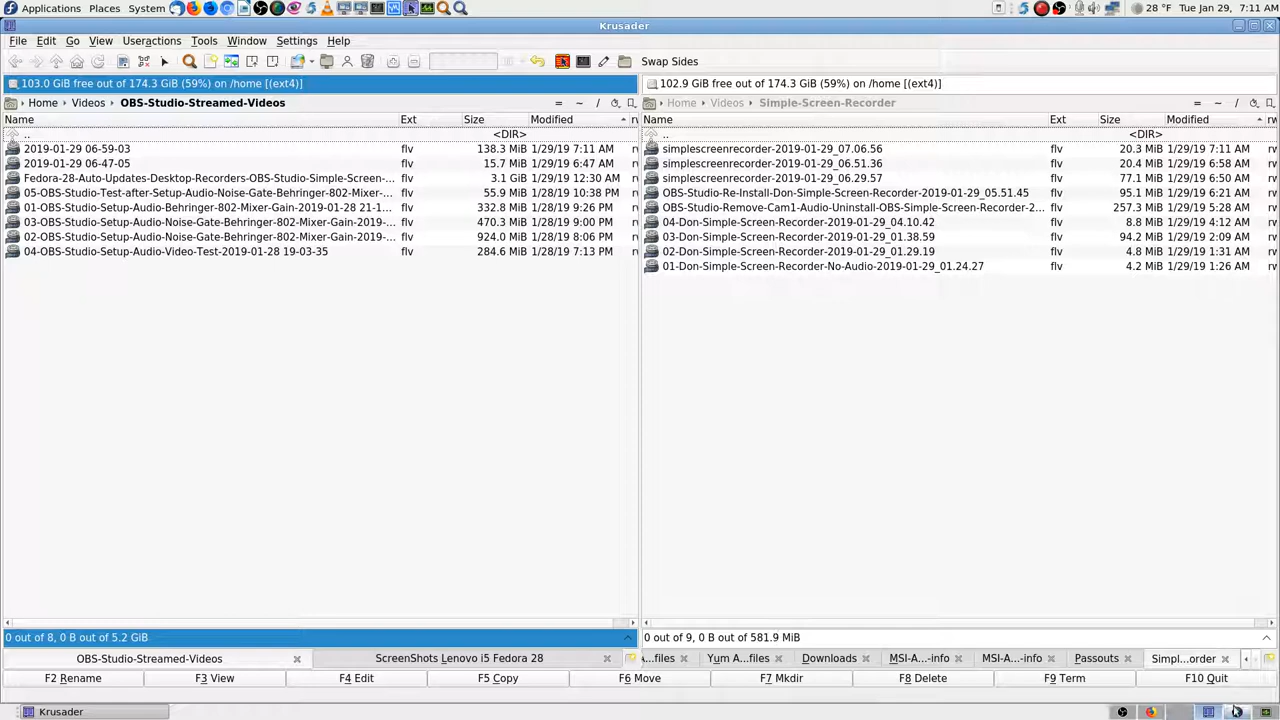 Applications Places System 28 °F Tue Jan 29, 7:11 AM
Krusader
File Edit Go View Useractions Tools Window Settings Help
Swap Sides
103.0 GiB free out of 174.3 GiB (59%) on /home [(ext4)]
102.9 GiB free out of 174.3 GiB (59%) on /home [(ext4)]
Home Videos OBS-Studio-Streamed-Videos = ~ /
Home Videos Simple-Screen-Recorder = ~ /
Name Ext Size Modified rw
.. <DIR>
2019-01-29 06-59-03 flv 138.3 MiB 1/29/19 7:11 AM rw
2019-01-29 06-47-05 flv 15.7 MiB 1/29/19 6:47 AM rw
Fedora-28-Auto-Updates-Desktop-Recorders-OBS-Studio-Simple-Screen-... flv 3.1 GiB 1/29/19 12:30 AM rw
05-OBS-Studio-Test-after-Setup-Audio-Noise-Gate-Behringer-802-Mixer-... flv 55.9 MiB 1/28/19 10:38 PM rw
01-OBS-Studio-Setup-Audio-Behringer-802-Mixer-Gain-2019-01-28 21-1... flv 332.8 MiB 1/28/19 9:26 PM rw
03-OBS-Studio-Setup-Audio-Noise-Gate-Behringer-802-Mixer-Gain-2019-... flv 470.3 MiB 1/28/19 9:00 PM rw
02-OBS-Studio-Setup-Audio-Noise-Gate-Behringer-802-Mixer-Gain-2019-... flv 924.0 MiB 1/28/19 8:06 PM rw
04-OBS-Studio-Setup-Audio-Video-Test-2019-01-28 19-03-35 flv 284.6 MiB 1/28/19 7:13 PM rw
Name Ext Size Modified rw
.. <DIR>
simplescreenrecorder-2019-01-29_07.06.56 flv 20.3 MiB 1/29/19 7:11 AM rw
simplescreenrecorder-2019-01-29_06.51.36 flv 20.4 MiB 1/29/19 6:58 AM rw
simplescreenrecorder-2019-01-29_06.29.57 flv 77.1 MiB 1/29/19 6:50 AM rw
OBS-Studio-Re-Install-Don-Simple-Screen-Recorder-2019-01-29_05.51.45 flv 95.1 MiB 1/29/19 6:21 AM rw
OBS-Studio-Remove-Cam1-Audio-Uninstall-OBS-Simple-Screen-Recorder-2... flv 257.3 MiB 1/29/19 5:28 AM rw
04-Don-Simple-Screen-Recorder-2019-01-29_04.10.42 flv 8.8 MiB 1/29/19 4:12 AM rw
03-Don-Simple-Screen-Recorder-2019-01-29_01.38.59 flv 94.2 MiB 1/29/19 2:09 AM rw
02-Don-Simple-Screen-Recorder-2019-01-29_01.29.19 flv 4.8 MiB 1/29/19 1:31 AM rw
01-Don-Simple-Screen-Recorder-No-Audio-2019-01-29_01.24.27 flv 4.2 MiB 1/29/19 1:26 AM rw
0 out of 8, 0 B out of 5.2 GiB
0 out of 9, 0 B out of 581.9 MiB
OBS-Studio-Streamed-Videos ScreenShots Lenovo i5 Fedora 28
...files Yum A...files Downloads MSI-A...-info MSI-A...-info Passouts Simpl...order
F2 Rename F3 View F4 Edit F5 Copy F6 Move F7 Mkdir F8 Delete F9 Term F10 Quit
Krusader